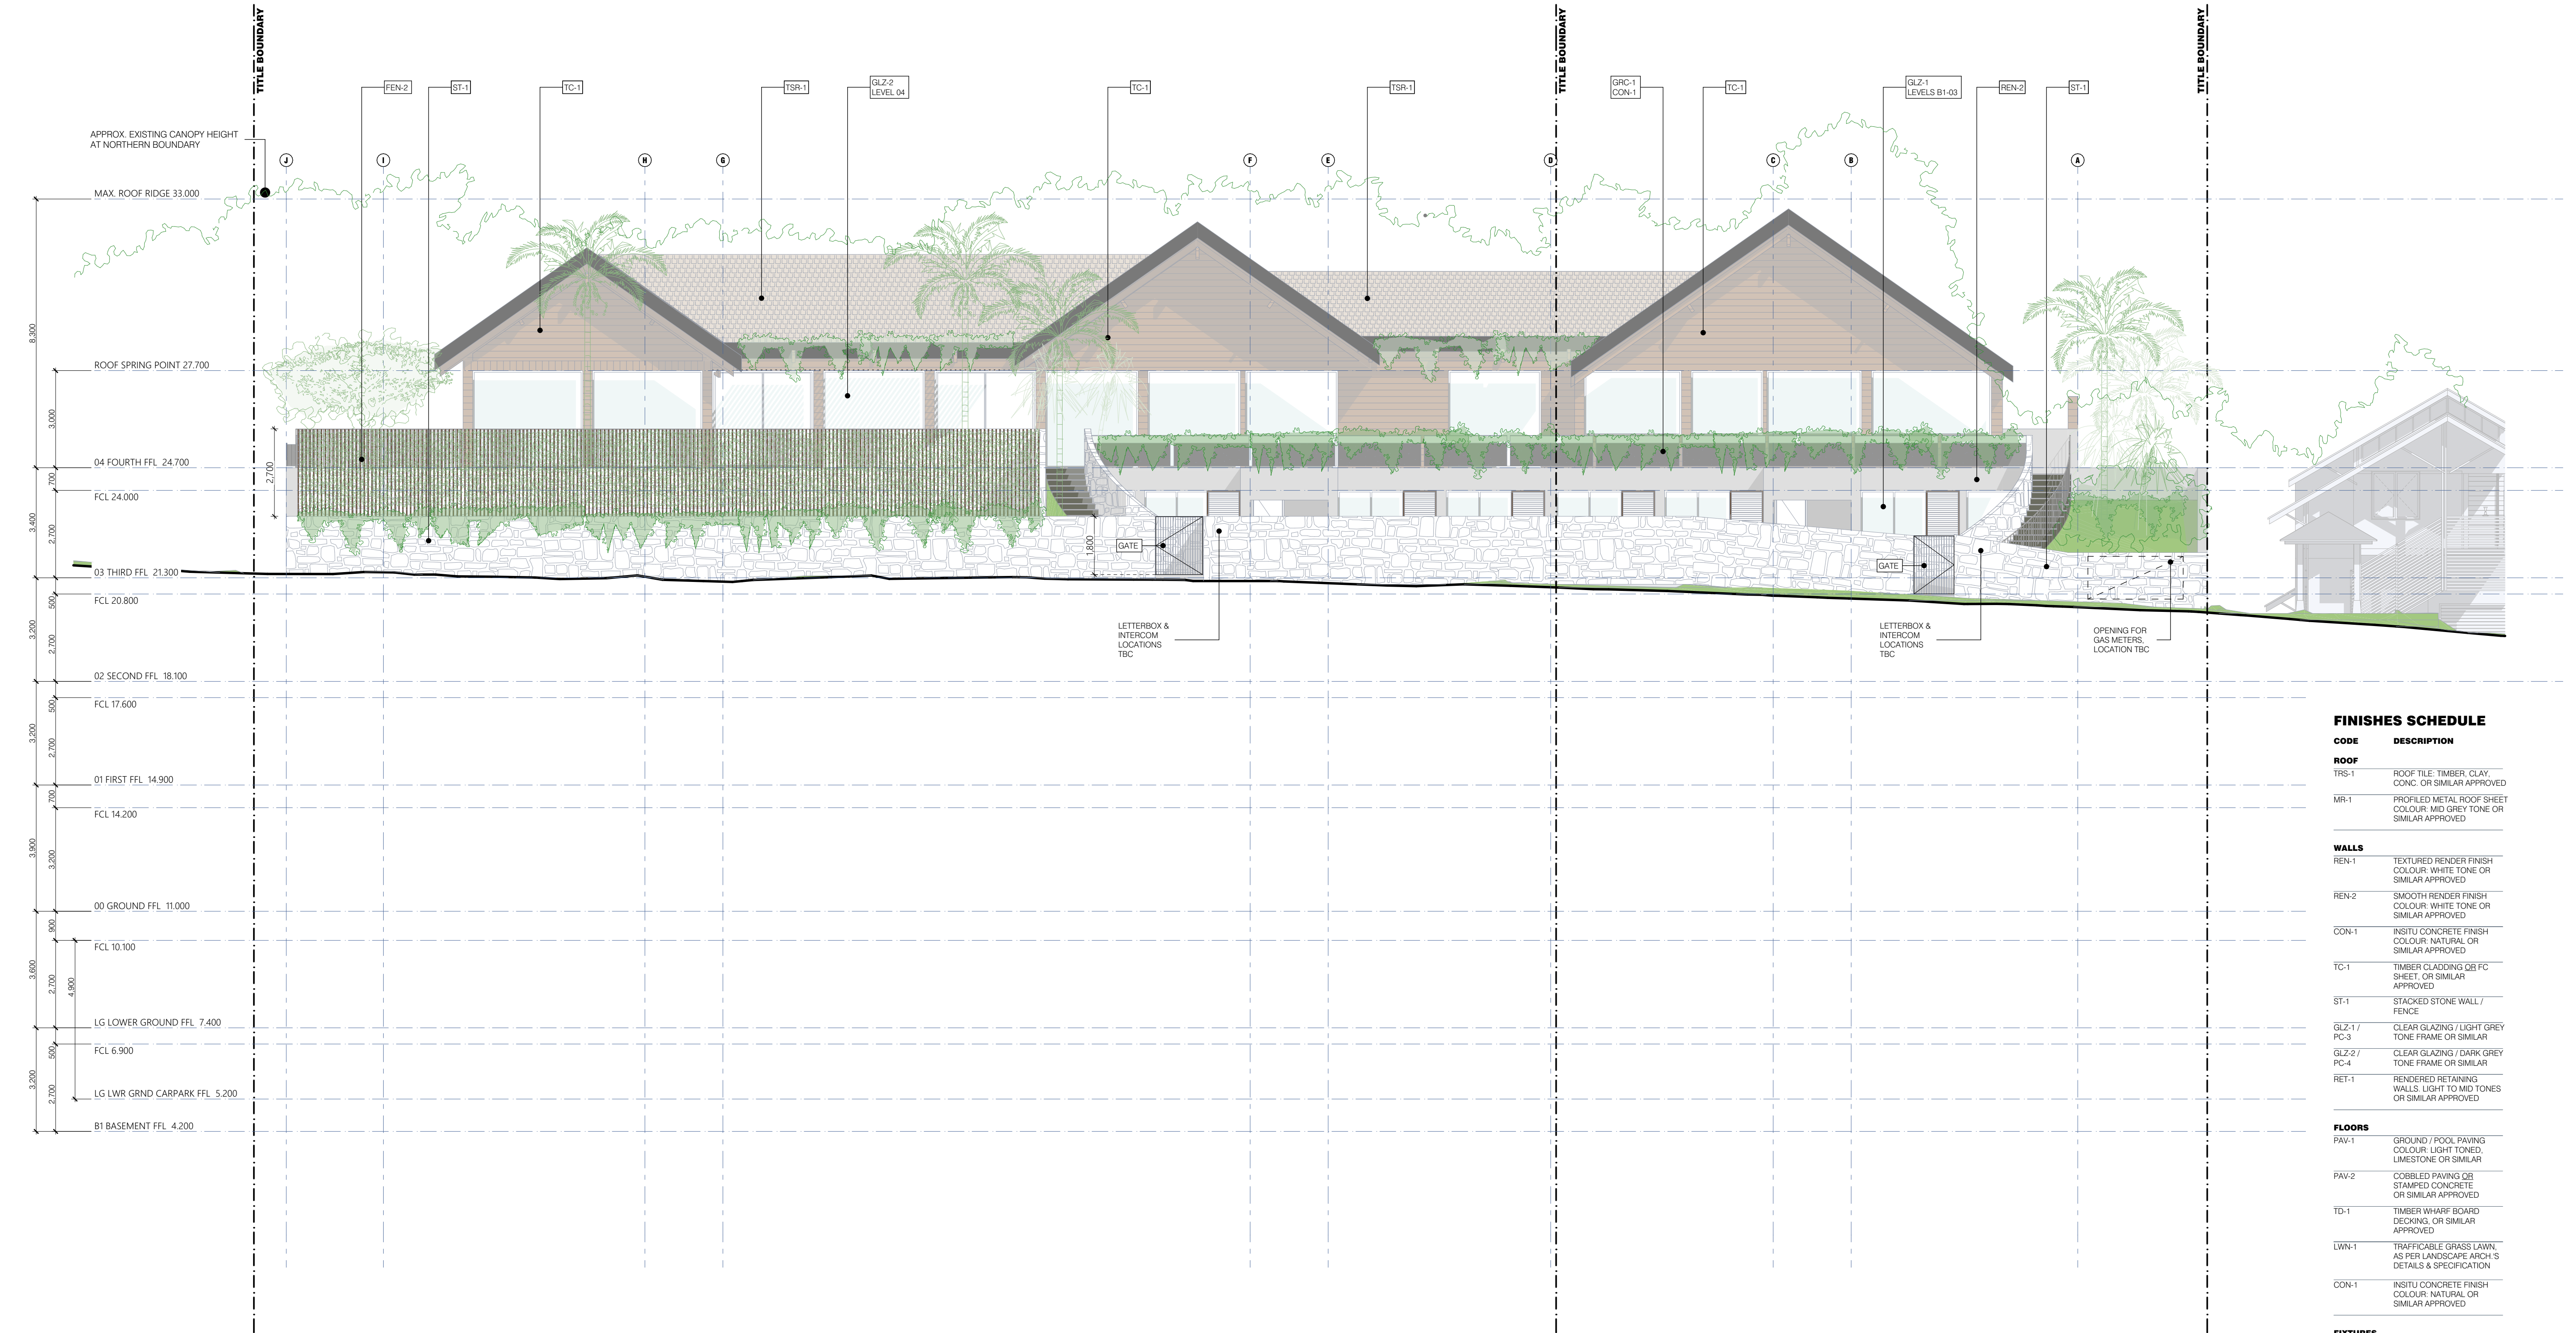 TITLE BOUNDARY
TITLE BOUNDARY
TITLE BOUNDARY
FEN-2
ST-1
TC-1
TSR-1
GLZ-2
LEVEL 04
TC-1
TSR-1
GRC-1
CON-1
TC-1
GLZ-1
LEVELS B1-03
REN-2
ST-1
APPROX. EXISTING CANOPY HEIGHT
AT NORTHERN BOUNDARY
J
I
H
G
F
E
D
C
B
A
MAX. ROOF RIDGE 33.000
8,300
ROOF SPRING POINT 27.700
3,000
04 FOURTH FFL 24.700
700
FCL 24.000
2,700
3,400
2,700
1,800
GATE
GATE
03 THIRD FFL 21.300
FCL 20.800
500
3,200
2,700
LETTERBOX &
INTERCOM
LOCATIONS
TBC
LETTERBOX &
INTERCOM
LOCATIONS
TBC
OPENING FOR
GAS METERS,
LOCATION TBC
02 SECOND FFL 18.100
FCL 17.600
500
3,200
2,700
01 FIRST FFL 14.900
700
FCL 14.200
3,900
3,200
00 GROUND FFL 11.000
900
FCL 10.100
3,600
2,700
4,900
LG LOWER GROUND FFL 7.400
500
FCL 6.900
3,200
2,700
LG LWR GRND CARPARK FFL 5.200
B1 BASEMENT FFL 4.200
FINISHES SCHEDULE
CODE DESCRIPTION
ROOF
TRS-1 ROOF TILE: TIMBER, CLAY,
CONC. OR SIMILAR APPROVED
MR-1 PROFILED METAL ROOF SHEET
COLOUR: MID GREY TONE OR
SIMILAR APPROVED
WALLS
REN-1 TEXTURED RENDER FINISH
COLOUR: WHITE TONE OR
SIMILAR APPROVED
REN-2 SMOOTH RENDER FINISH
COLOUR: WHITE TONE OR
SIMILAR APPROVED
CON-1 INSITU CONCRETE FINISH
COLOUR: NATURAL OR
SIMILAR APPROVED
TC-1 TIMBER CLADDING OR FC
SHEET, OR SIMILAR
APPROVED
ST-1 STACKED STONE WALL /
FENCE
GLZ-1 / CLEAR GLAZING / LIGHT GREY
PC-3 TONE FRAME OR SIMILAR
GLZ-2 / CLEAR GLAZING / DARK GREY
PC-4 TONE FRAME OR SIMILAR
RET-1 RENDERED RETAINING
WALLS. LIGHT TO MID TONES
OR SIMILAR APPROVED
FLOORS
PAV-1 GROUND / POOL PAVING
COLOUR: LIGHT TONED,
LIMESTONE OR SIMILAR
PAV-2 COBBLED PAVING OR
STAMPED CONCRETE
OR SIMILAR APPROVED
TD-1 TIMBER WHARF BOARD
DECKING, OR SIMILAR
APPROVED
LWN-1 TRAFFICABLE GRASS LAWN,
AS PER LANDSCAPE ARCH.'S
DETAILS & SPECIFICATION
CON-1 INSITU CONCRETE FINISH
COLOUR: NATURAL OR
SIMILAR APPROVED
FIXTURES